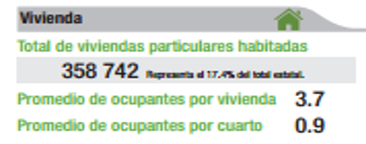 Vivienda
Total de viviendas particulares habitadas
358 742 Representa el 17.4% del total estatal.
Promedio de ocupantes por vivienda 3.7
Promedio de ocupantes por cuarto 0.9